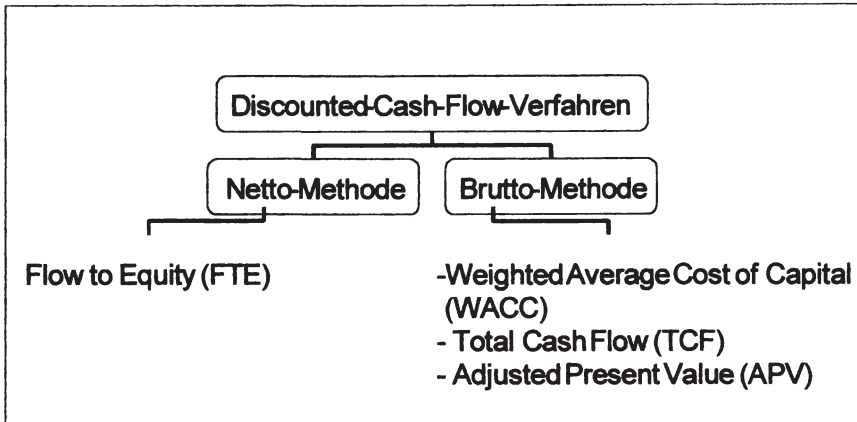 Discounted-Cash-Flow-Verfahren
Netto-Methode
Brutto-Methode
Flow to Equity (FTE)
-Weighted Average Cost of Capital
(WACC)
- Total Cash Flow (TCF)
- Adjusted Present Value (APV)